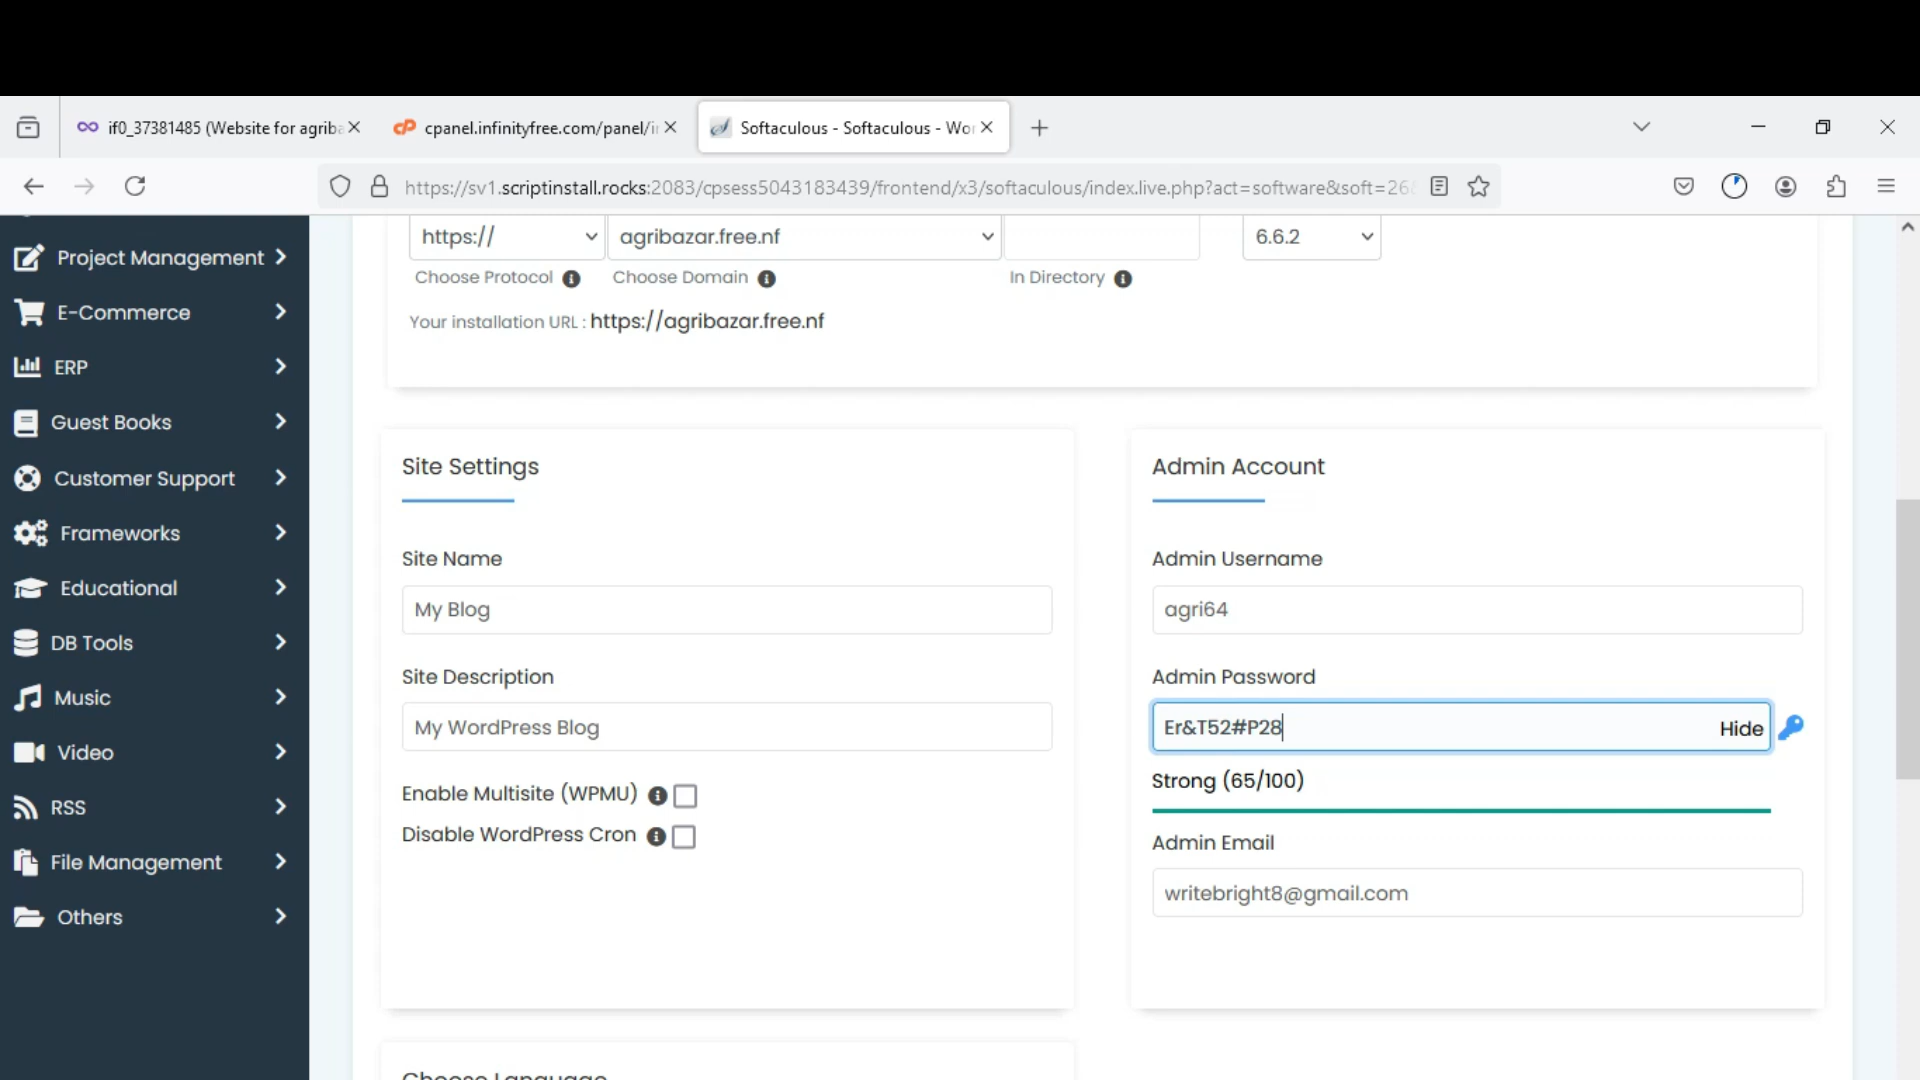 if0_37381485 (Website for agriba
cpanel.infinityfree.com/panel/i
Softaculous - Softaculous - Wor
https://sv1.scriptinstall.rocks:2083/cpsess5043183439/frontend/x3/softaculous/index.live.php?act=software&soft=26
Project Management
E-Commerce
ERP
Guest Books
Customer Support
Frameworks
Educational
DB Tools
Music
Video
RSS
File Management
Others
https://
agribazar.free.nf
6.6.2
Choose Protocol
Choose Domain
In Directory
Your installation URL : https://agribazar.free.nf
Site Settings
Site Name
My Blog
Site Description
My WordPress Blog
Enable Multisite (WPMU)
Disable WordPress Cron
Admin Account
Admin Username
agri64
Admin Password
Er&T52#P28
Hide
Strong (65/100)
Admin Email
writebright8@gmail.com
Choose Language